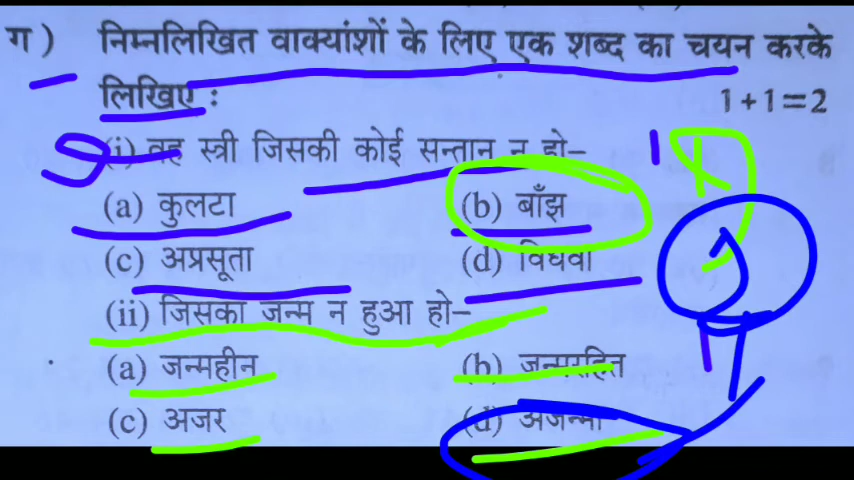 ग) निम्नलिखित वाक्यांशों के लिए एक शब्द का चयन करके
लिखिए : 1+1=2
(i) वह स्त्री जिसकी कोई सन्तान न हो–
(a) कुलटा (b) बाँझ
(c) अप्रसूता (d) विधवा
(ii) जिसका जन्म न हुआ हो–
(a) जन्महीन (b) जन्मरहित
(c) अजर (d) अजन्मा